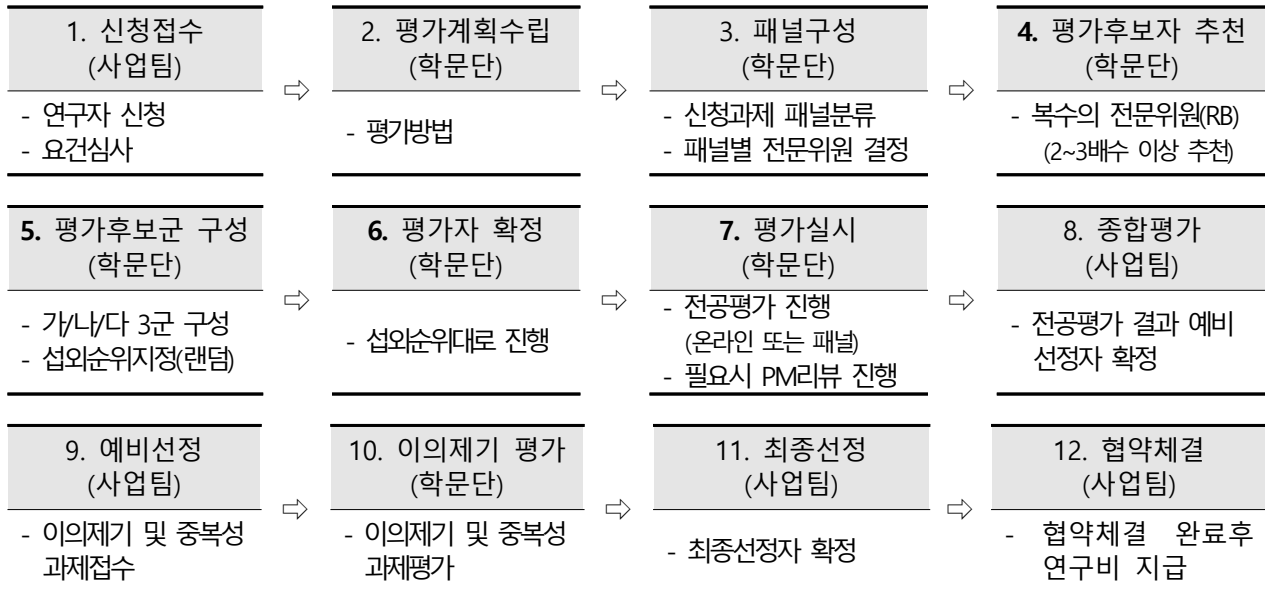 1. 신청접수
(사업팀)
- 연구자 신청
- 요건심사
⇨
2. 평가계획수립
(학문단)
- 평가방법
⇨
3. 패널구성
(학문단)
- 신청과제 패널분류
- 패널별 전문위원 결정
⇨
4. 평가후보자 추천
(학문단)
- 복수의 전문위원(RB)
(2~3배수 이상 추천)
5. 평가후보군 구성
(학문단)
- 가/나/다 3군 구성
- 섭외순위지정(랜덤)
⇨
6. 평가자 확정
(학문단)
- 섭외순위대로 진행
⇨
7. 평가실시
(학문단)
- 전공평가 진행
(온라인 또는 패널)
- 필요시 PM리뷰 진행
⇨
8. 종합평가
(사업팀)
- 전공평가 결과 예비
선정자 확정
9. 예비선정
(사업팀)
- 이의제기 및 중복성
과제접수
⇨
10. 이의제기 평가
(학문단)
- 이의제기 및 중복성
과제평가
⇨
11. 최종선정
(사업팀)
- 최종선정자 확정
⇨
12. 협약체결
(사업팀)
- 협약체결 완료후
연구비 지급